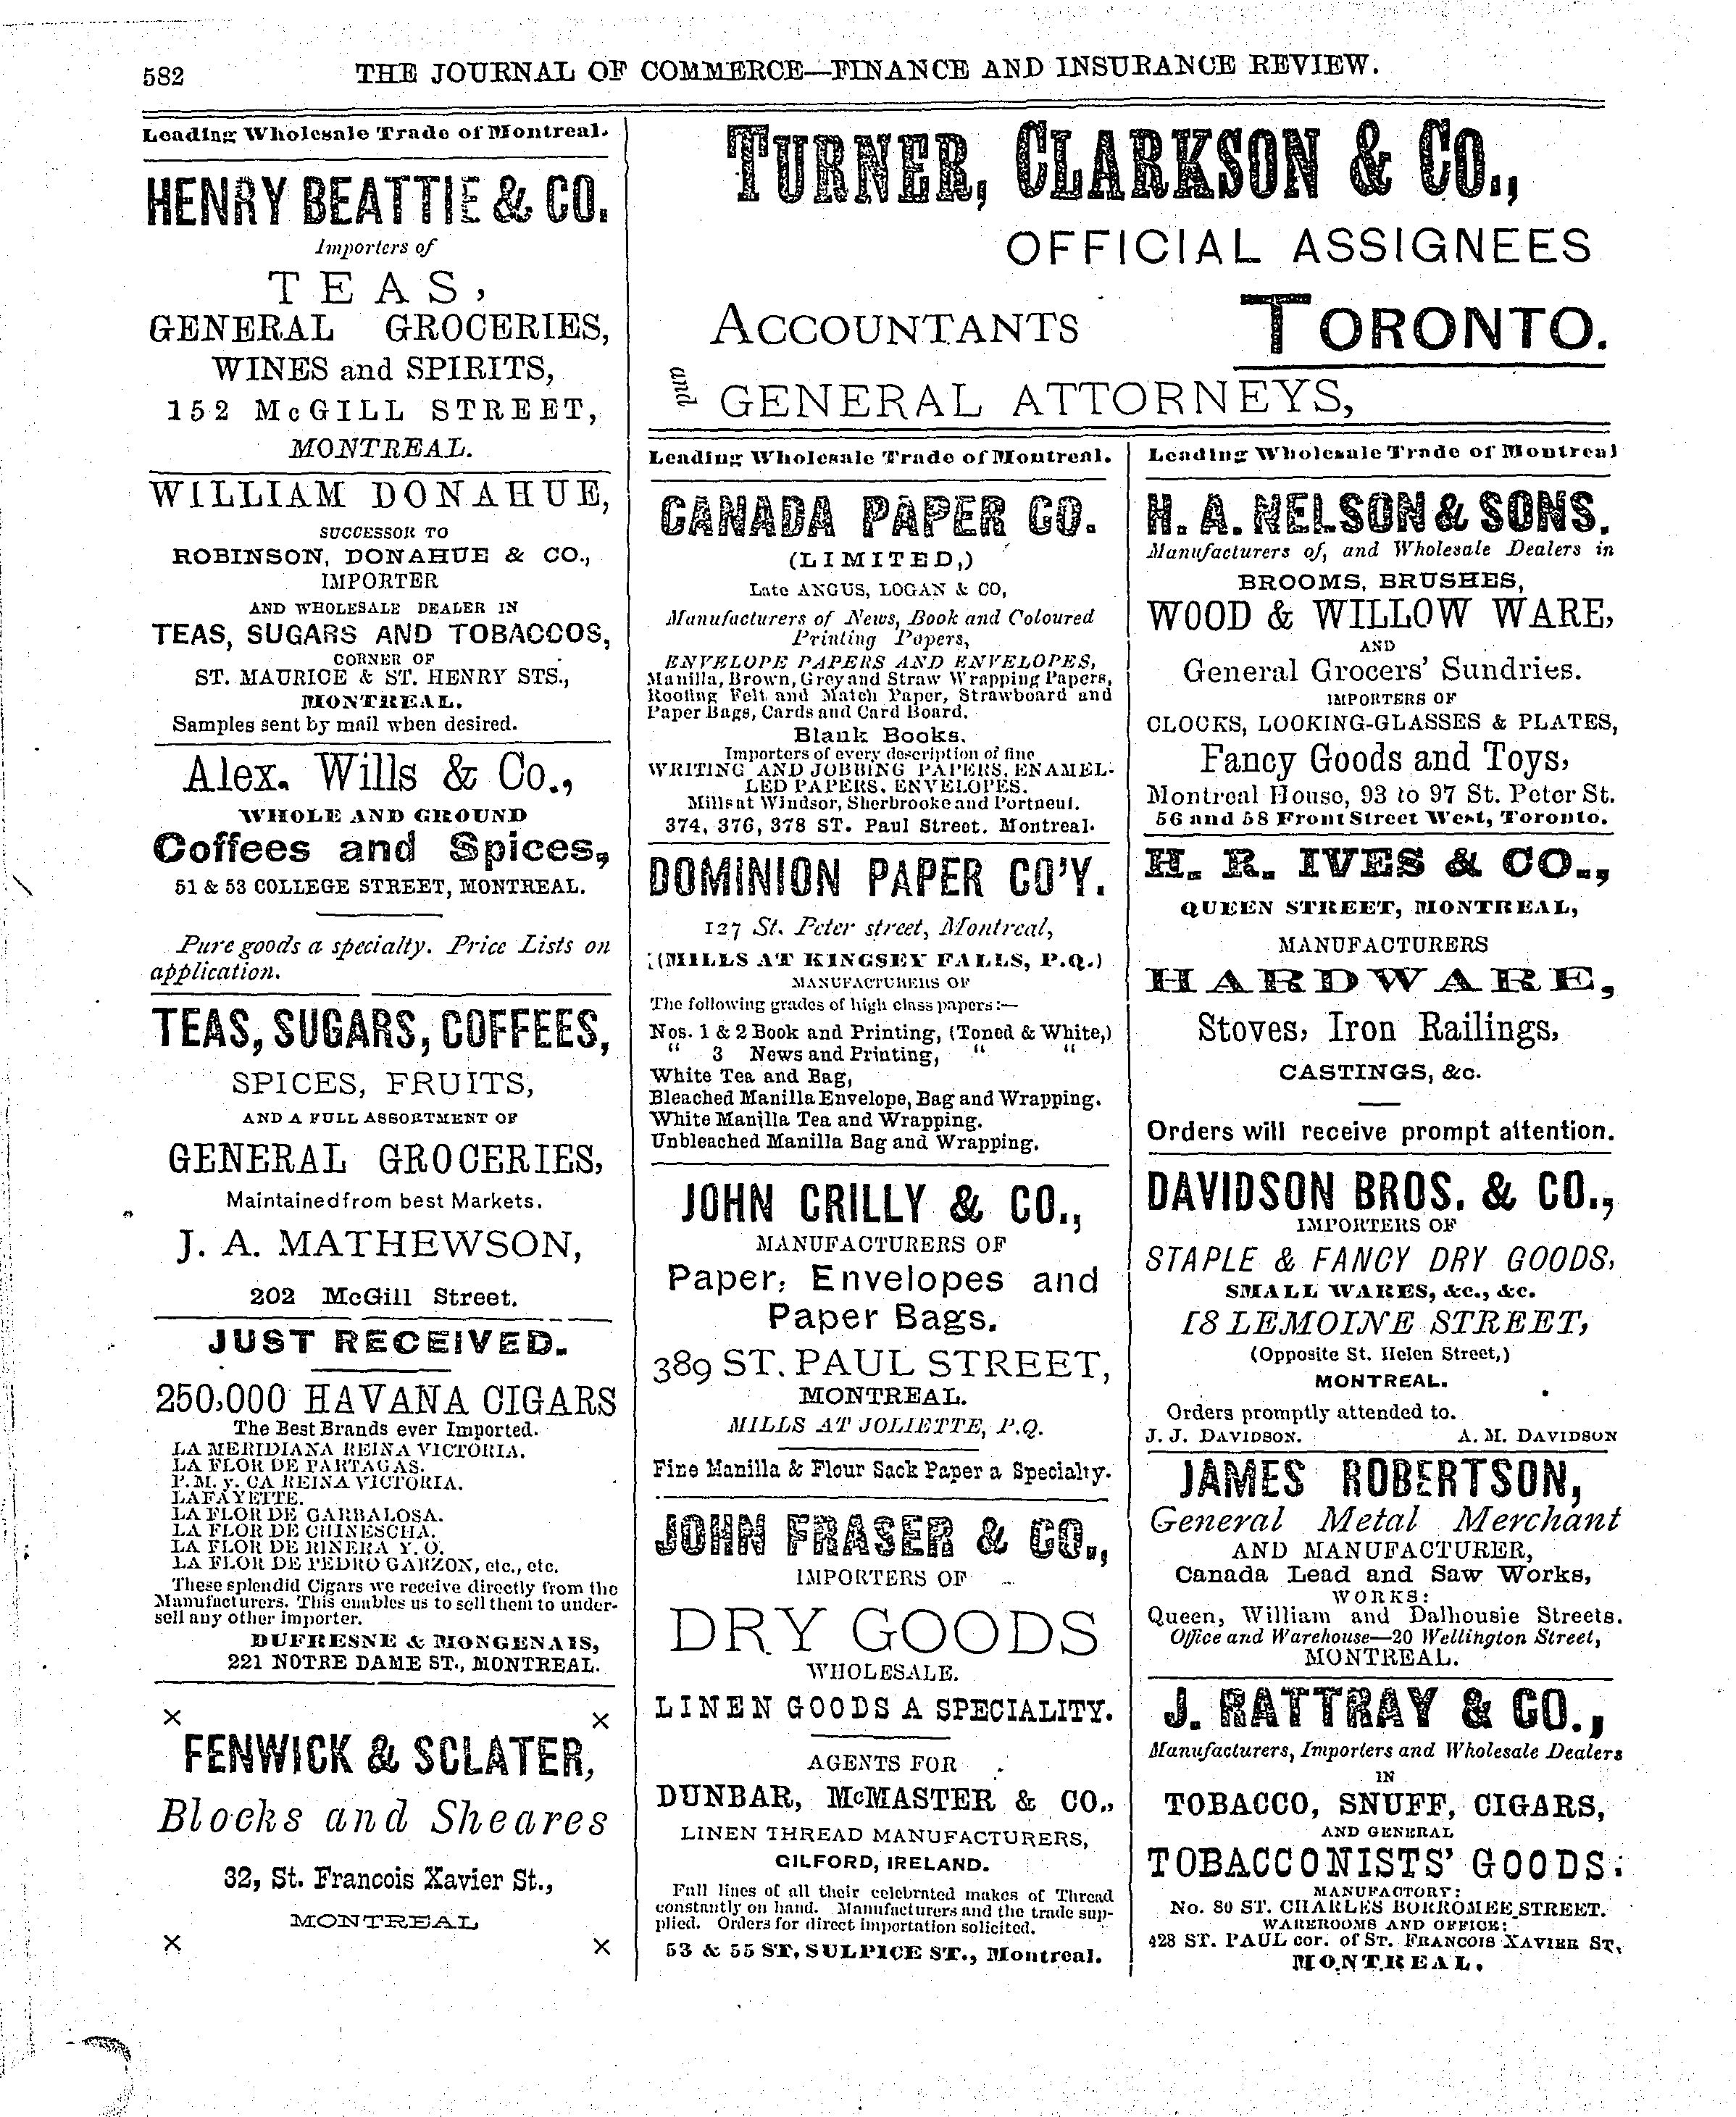 582
THE JOURNAL OF COMMERCE—FINANCE AND INSURANCE REVIEW.
Leading Wholesale Trade of Montreal.
HENRY BEATTIE & CO.
Importers of
TEAS,
GENERAL GROCERIES,
WINES and SPIRITS,
152 McGILL STREET,
MONTREAL.
WILLIAM DONAHUE,
SUCCESSOR TO
ROBINSON, DONAHUE & CO.,
IMPORTER
AND WHOLESALE DEALER IN
TEAS, SUGARS AND TOBACCOS,
CORNER OF
ST. MAURICE & ST. HENRY STS.,
MONTREAL.
Samples sent by mail when desired.
Alex. Wills & Co.,
WHOLE AND GROUND
Coffees and Spices,
51 & 53 COLLEGE STREET, MONTREAL.
Pure goods a specialty. Price Lists on
application.
TEAS, SUGARS, COFFEES,
SPICES, FRUITS,
AND A FULL ASSORTMENT OF
GENERAL GROCERIES,
Maintained from best Markets.
J. A. MATHEWSON,
202 McGill Street.
JUST RECEIVED.
250,000 HAVANA CIGARS
The Best Brands ever Imported.
LA MERIDIANA REINA VICTORIA.
LA FLOR DE PARTAGAS.
P. M. y. CA REINA VICTORIA.
LAFAYETTE.
LA FLOR DE GARBALOSA.
LA FLOR DE CHINESCHA.
LA FLOR DE RINERA Y. O.
LA FLOR DE PEDRO GARZON, etc., etc.
These splendid Cigars we receive directly from the
Manufacturers. This enables us to sell them to under-
sell any other importer.
DUFRESNE & MONGENAIS,
221 NOTRE DAME ST., MONTREAL.
FENWICK & SCLATER,
Blocks and Sheares
32, St. Francois Xavier St.,
MONTREAL
TURNER, CLARKSON & CO.,
OFFICIAL ASSIGNEES
ACCOUNTANTS
TORONTO.
and GENERAL ATTORNEYS,
Leading Wholesale Trade of Montreal.
CANADA PAPER CO.
(LIMITED,)
Late ANGUS, LOGAN & CO,
Manufacturers of News, Book and Coloured
Printing Papers,
ENVELOPE PAPERS AND ENVELOPES,
Manilla, Brown, Grey and Straw Wrapping Papers,
Roofing Felt and Match Paper, Strawboard and
Paper Bags, Cards and Card Board.
Blank Books.
Importers of every description of fine
WRITING AND JOBBING PAPERS, ENAMEL-
LED PAPERS, ENVELOPES.
Mills at Windsor, Sherbrooke and Portneuf.
374, 376, 378 ST. Paul Street, Montreal.
DOMINION PAPER CO'Y.
127 St. Peter street, Montreal,
(MILLS AT KINGSEY FALLS, P.Q.)
MANUFACTURERS OF
The following grades of high class papers:—
Nos. 1 & 2 Book and Printing, (Toned & White,)
" 3 News and Printing, " "
White Tea and Bag,
Bleached Manilla Envelope, Bag and Wrapping.
White Manilla Tea and Wrapping.
Unbleached Manilla Bag and Wrapping.
JOHN CRILLY & CO.,
MANUFACTURERS OF
Paper, Envelopes and
Paper Bags.
389 ST. PAUL STREET,
MONTREAL.
MILLS AT JOLIETTE, P.Q.
Fine Manilla & Flour Sack Paper a Specialty.
JOHN FRASER & CO.,
IMPORTERS OF
DRY GOODS
WHOLESALE.
LINEN GOODS A SPECIALITY.
AGENTS FOR
DUNBAR, McMASTER & CO.,
LINEN THREAD MANUFACTURERS,
GILFORD, IRELAND.
Full lines of all their celebrated makes of Thread
constantly on hand. Manufacturers and the trade sup-
plied. Orders for direct importation solicited.
53 & 55 ST. SULPICE ST., Montreal.
Leading Wholesale Trade of Montreal
H. A. NELSON & SONS.
Manufacturers of, and Wholesale Dealers in
BROOMS, BRUSHES,
WOOD & WILLOW WARE,
AND
General Grocers' Sundries.
IMPORTERS OF
CLOCKS, LOOKING-GLASSES & PLATES,
Fancy Goods and Toys,
Montreal House, 93 to 97 St. Peter St.
56 and 58 Front Street West, Toronto.
H. R. IVES & CO.,
QUEEN STREET, MONTREAL,
MANUFACTURERS
HARDWARE,
Stoves, Iron Railings,
CASTINGS, &c.
Orders will receive prompt attention.
DAVIDSON BROS. & CO.,
IMPORTERS OF
STAPLE & FANCY DRY GOODS,
SMALL WARES, &c., &c.
18 LEMOINE STREET,
(Opposite St. Helen Street,)
MONTREAL.
Orders promptly attended to.
J. J. DAVIDSON. A. M. DAVIDSON
JAMES ROBERTSON,
General Metal Merchant
AND MANUFACTURER,
Canada Lead and Saw Works,
WORKS:
Queen, William and Dalhousie Streets.
Office and Warehouse—20 Wellington Street,
MONTREAL.
J. RATTRAY & CO.,
Manufacturers, Importers and Wholesale Dealers
IN
TOBACCO, SNUFF, CIGARS,
AND GENERAL
TOBACCONISTS' GOODS:
MANUFACTORY:
No. 80 ST. CHARLES BORROMEE STREET.
WAREROOMS AND OFFICE:
428 ST. PAUL cor. of ST. FRANCOIS XAVIER ST,
MONTREAL.